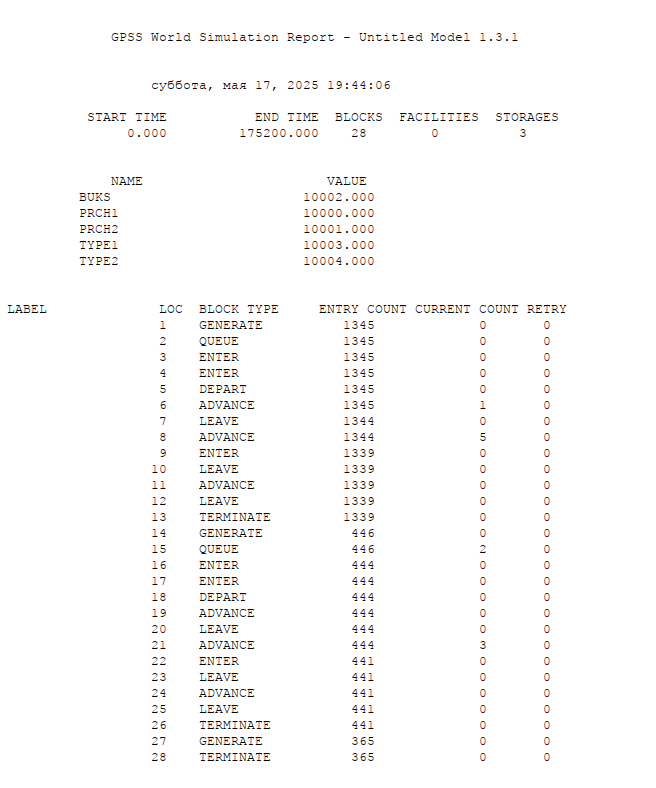 GPSS World Simulation Report - Untitled Model 1.3.1
суббота, мая 17, 2025 19:44:06
START TIME END TIME BLOCKS FACILITIES STORAGES
0.000 175200.000 28 0 3
NAME VALUE
BUKS 10002.000
PRCH1 10000.000
PRCH2 10001.000
TYPE1 10003.000
TYPE2 10004.000
LABEL LOC BLOCK TYPE ENTRY COUNT CURRENT COUNT RETRY
1 GENERATE 1345 0 0
2 QUEUE 1345 0 0
3 ENTER 1345 0 0
4 ENTER 1345 0 0
5 DEPART 1345 0 0
6 ADVANCE 1345 1 0
7 LEAVE 1344 0 0
8 ADVANCE 1344 5 0
9 ENTER 1339 0 0
10 LEAVE 1339 0 0
11 ADVANCE 1339 0 0
12 LEAVE 1339 0 0
13 TERMINATE 1339 0 0
14 GENERATE 446 0 0
15 QUEUE 446 2 0
16 ENTER 444 0 0
17 ENTER 444 0 0
18 DEPART 444 0 0
19 ADVANCE 444 0 0
20 LEAVE 444 0 0
21 ADVANCE 444 3 0
22 ENTER 441 0 0
23 LEAVE 441 0 0
24 ADVANCE 441 0 0
25 LEAVE 441 0 0
26 TERMINATE 441 0 0
27 GENERATE 365 0 0
28 TERMINATE 365 0 0